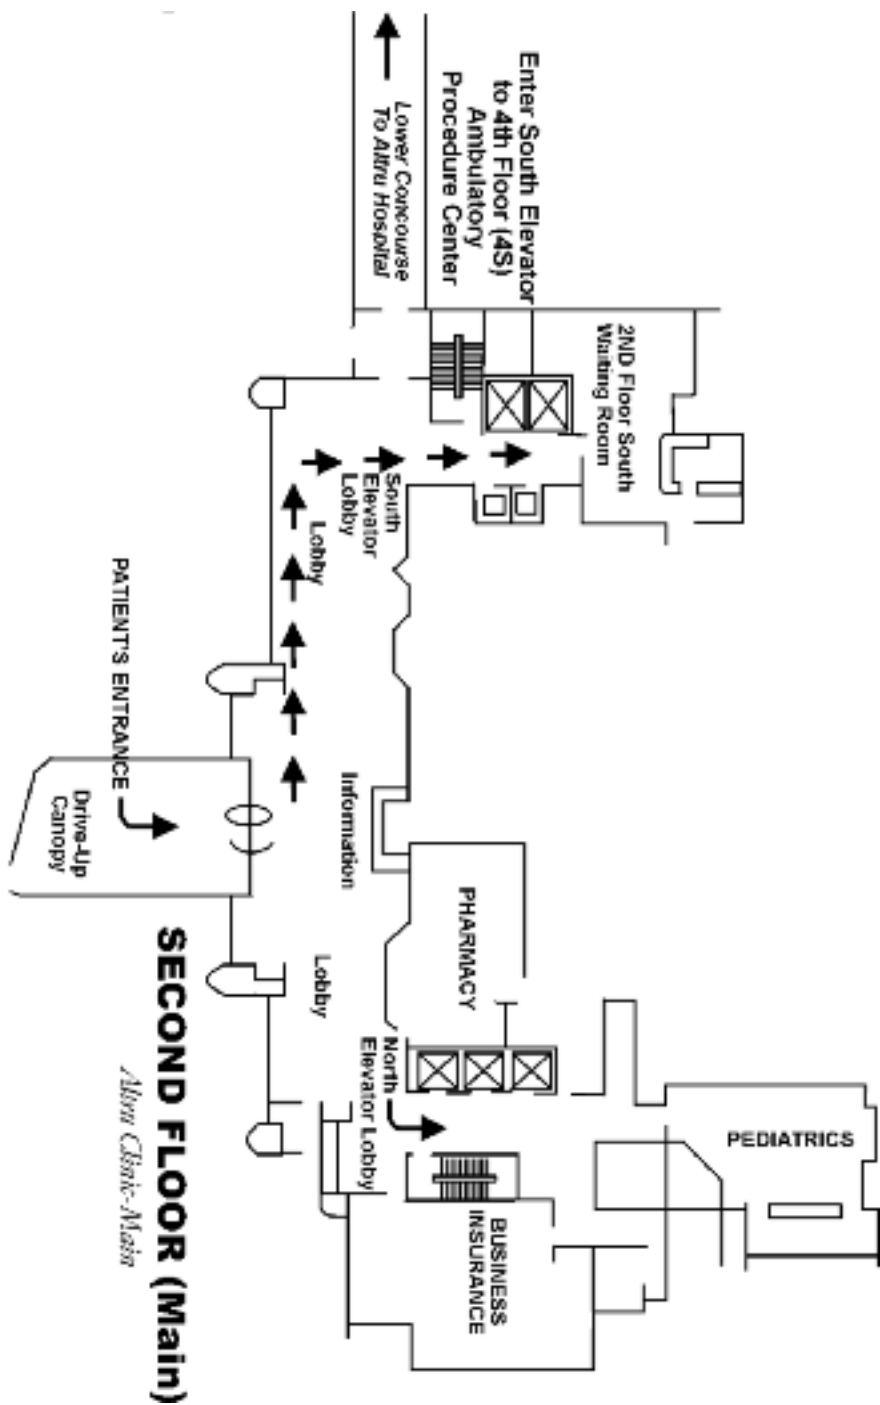 Enter South Elevator
to 4th Floor (4S)
Ambulatory
Procedure Center
Lower Concourse
To Altru Hospital
2ND Floor South
Waiting Room
South
Elevator
Lobby
Lobby
PATIENT'S ENTRANCE
Drive-Up
Canopy
Information
PHARMACY
Lobby
North
Elevator Lobby
PEDIATRICS
BUSINESS
INSURANCE
SECOND FLOOR (Main)
Altru Clinic-Main